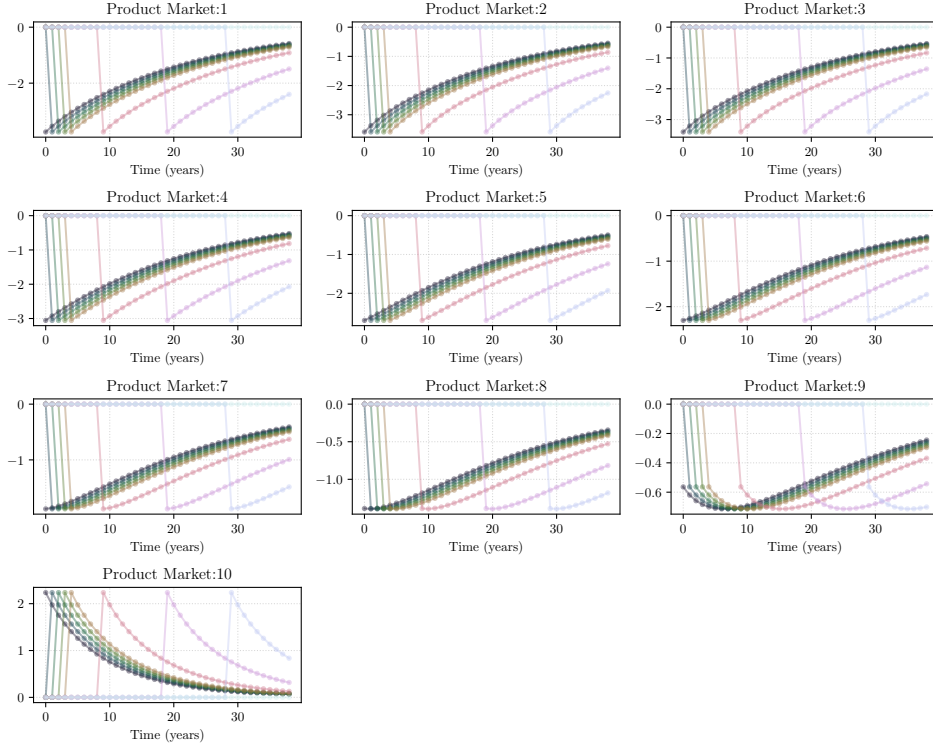 Product Market:1 Product Market:2 Product Market:3
0 0 0
−2 −1 −2 −3 −1 −2 −3
0 10 20 30 0 10 20 30 0 10 20 30
Time (years) Time (years) Time (years)
Product Market:4 Product Market:5 Product Market:6
0 0 0
−1 −2 −3 −1 −2 −1 −2
0 10 20 30 0 10 20 30 0 10 20 30
Time (years) Time (years) Time (years)
Product Market:7 Product Market:8 Product Market:9
0 0.0 0.0
−1 −0.5 −1.0 −0.2 −0.4 −0.6
0 10 20 30 0 10 20 30 0 10 20 30
Time (years) Time (years) Time (years)
Product Market:10
2
1
0
0 10 20 30
Time (years)